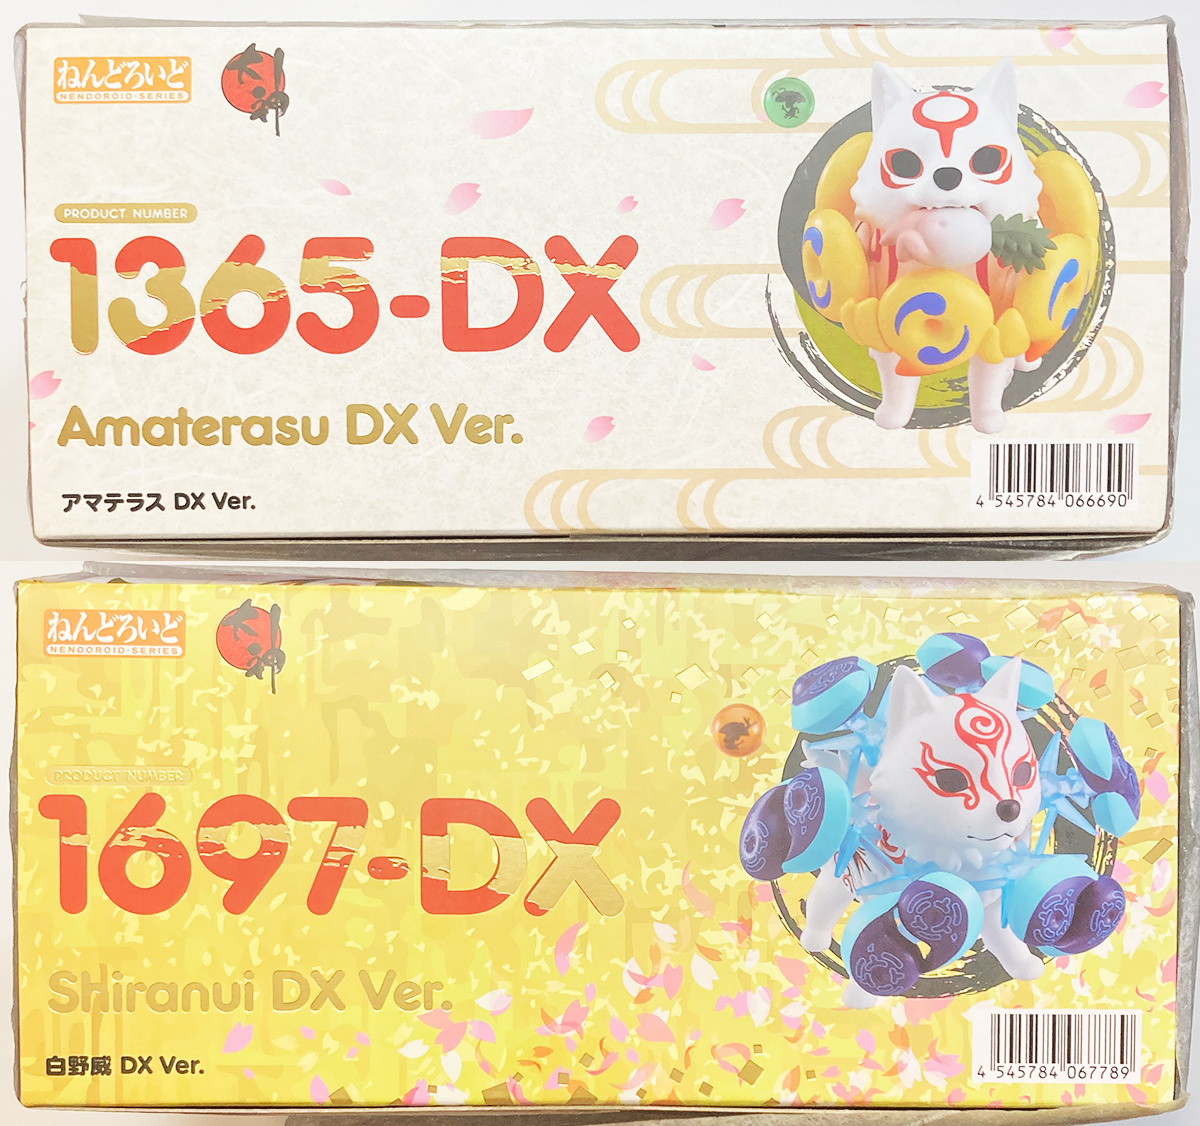 ねんどろいど
NENDOROID-SERIES
大神
PRODUCT NUMBER
1365-DX
Amaterasu DX Ver.
アマテラス DX Ver.
4 545784 066690
ねんどろいど
NENDOROID-SERIES
大神
PRODUCT NUMBER
1697-DX
Shiranui DX Ver.
白野威 DX Ver.
4 545784 067789